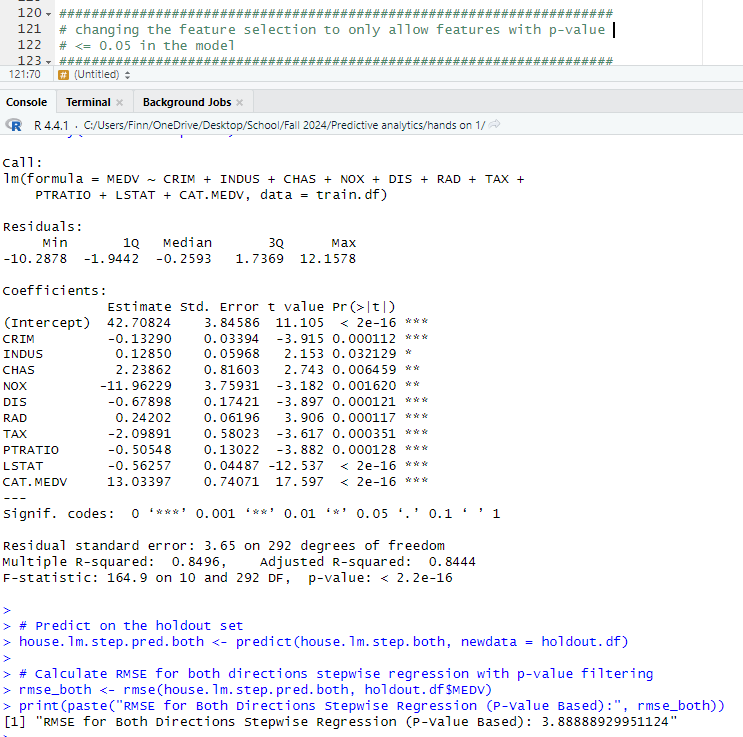 120 ######################################################################
121 # changing the feature selection to only allow features with p-value
122 # <= 0.05 in the model
123 ######################################################################
121:70 # (Untitled)
Console Terminal Background Jobs
R 4.4.1 · C:/Users/Finn/OneDrive/Desktop/School/Fall 2024/Predictive analytics/hands on 1/
Call:
lm(formula = MEDV ~ CRIM + INDUS + CHAS + NOX + DIS + RAD + TAX +
    PTRATIO + LSTAT + CAT.MEDV, data = train.df)
Residuals:
     Min       1Q   Median       3Q      Max
-10.2878  -1.9442  -0.2593   1.7369  12.1578
Coefficients:
             Estimate Std. Error t value Pr(>|t|)
(Intercept)  42.70824    3.84586  11.105  < 2e-16 ***
CRIM         -0.13290    0.03394  -3.915 0.000112 ***
INDUS         0.12850    0.05968   2.153 0.032129 *
CHAS          2.23862    0.81603   2.743 0.006459 **
NOX         -11.96229    3.75931  -3.182 0.001620 **
DIS          -0.67898    0.17421  -3.897 0.000121 ***
RAD           0.24202    0.06196   3.906 0.000117 ***
TAX          -2.09891    0.58023  -3.617 0.000351 ***
PTRATIO      -0.50548    0.13022  -3.882 0.000128 ***
LSTAT        -0.56257    0.04487 -12.537  < 2e-16 ***
CAT.MEDV     13.03397    0.74071  17.597  < 2e-16 ***
---
Signif. codes:  0 ‘***’ 0.001 ‘**’ 0.01 ‘*’ 0.05 ‘.’ 0.1 ‘ ’ 1
Residual standard error: 3.65 on 292 degrees of freedom
Multiple R-squared:  0.8496,    Adjusted R-squared:  0.8444
F-statistic: 164.9 on 10 and 292 DF,  p-value: < 2.2e-16
>
> # Predict on the holdout set
> house.lm.step.pred.both <- predict(house.lm.step.both, newdata = holdout.df)
>
> # Calculate RMSE for both directions stepwise regression with p-value filtering
> rmse_both <- rmse(house.lm.step.pred.both, holdout.df$MEDV)
> print(paste("RMSE for Both Directions Stepwise Regression (P-Value Based):", rmse_both))
[1] "RMSE for Both Directions Stepwise Regression (P-Value Based): 3.88888929951124"